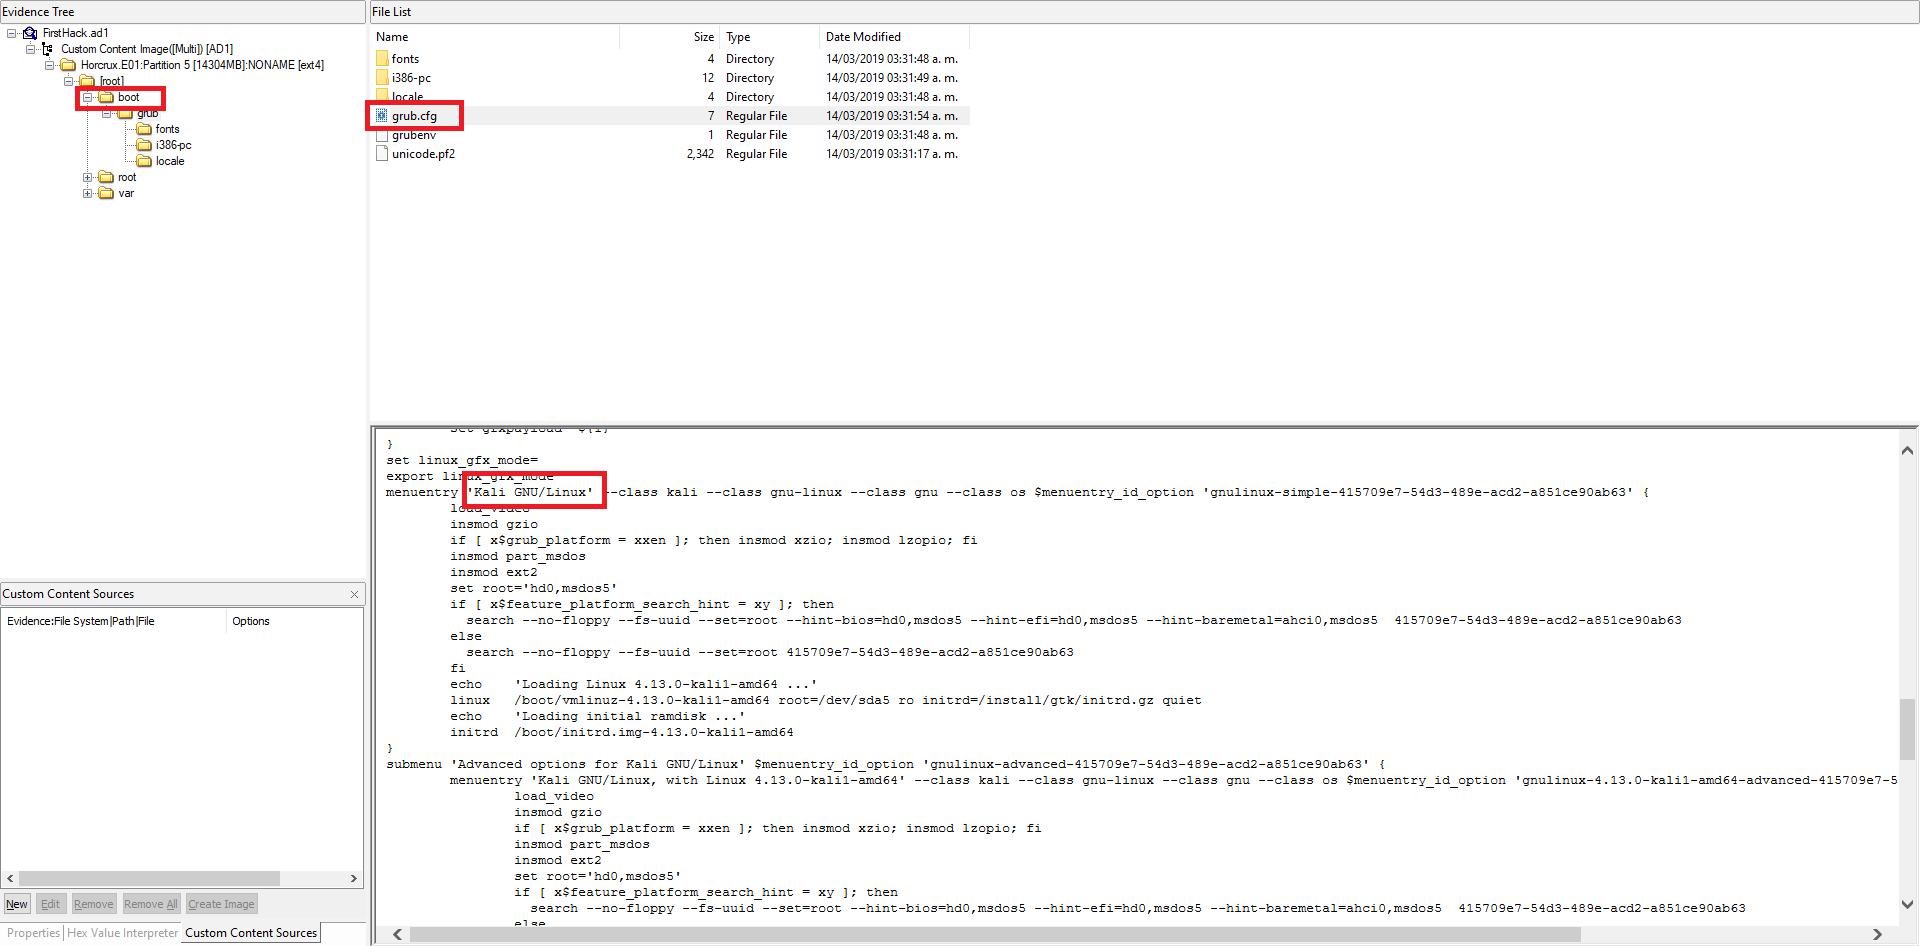 Evidence Tree
FirstHack.ad1
Custom Content Image([Multi]) [AD1]
Horcrux.E01:Partition 5 [14304MB]:NONAME [ext4]
[root]
boot
grub
fonts
i386-pc
locale
root
var
File List
Name Size Type Date Modified
fonts 4 Directory 14/03/2019 03:31:48 a. m.
i386-pc 12 Directory 14/03/2019 03:31:49 a. m.
locale 4 Directory 14/03/2019 03:31:48 a. m.
grub.cfg 7 Regular File 14/03/2019 03:31:54 a. m.
grubenv 1 Regular File 14/03/2019 03:31:48 a. m.
unicode.pf2 2,342 Regular File 14/03/2019 03:31:17 a. m.
set gfxpayload ${1}
}
set linux_gfx_mode=
export linux_gfx_mode
menuentry 'Kali GNU/Linux' --class kali --class gnu-linux --class gnu --class os $menuentry_id_option 'gnulinux-simple-415709e7-54d3-489e-acd2-a851ce90ab63' {
load_video
insmod gzio
if [ x$grub_platform = xxen ]; then insmod xzio; insmod lzopio; fi
insmod part_msdos
insmod ext2
set root='hd0,msdos5'
if [ x$feature_platform_search_hint = xy ]; then
search --no-floppy --fs-uuid --set=root --hint-bios=hd0,msdos5 --hint-efi=hd0,msdos5 --hint-baremetal=ahci0,msdos5  415709e7-54d3-489e-acd2-a851ce90ab63
else
search --no-floppy --fs-uuid --set=root 415709e7-54d3-489e-acd2-a851ce90ab63
fi
echo 'Loading Linux 4.13.0-kali1-amd64 ...'
linux /boot/vmlinuz-4.13.0-kali1-amd64 root=/dev/sda5 ro initrd=/install/gtk/initrd.gz quiet
echo 'Loading initial ramdisk ...'
initrd /boot/initrd.img-4.13.0-kali1-amd64
}
submenu 'Advanced options for Kali GNU/Linux' $menuentry_id_option 'gnulinux-advanced-415709e7-54d3-489e-acd2-a851ce90ab63' {
menuentry 'Kali GNU/Linux, with Linux 4.13.0-kali1-amd64' --class kali --class gnu-linux --class gnu --class os $menuentry_id_option 'gnulinux-4.13.0-kali1-amd64-advanced-415709e7-5
load_video
insmod gzio
if [ x$grub_platform = xxen ]; then insmod xzio; insmod lzopio; fi
insmod part_msdos
insmod ext2
set root='hd0,msdos5'
if [ x$feature_platform_search_hint = xy ]; then
search --no-floppy --fs-uuid --set=root --hint-bios=hd0,msdos5 --hint-efi=hd0,msdos5 --hint-baremetal=ahci0,msdos5  415709e7-54d3-489e-acd2-a851ce90ab63
else
Custom Content Sources
Evidence:File System|Path|File Options
New Edit Remove Remove All Create Image
Properties Hex Value Interpreter Custom Content Sources